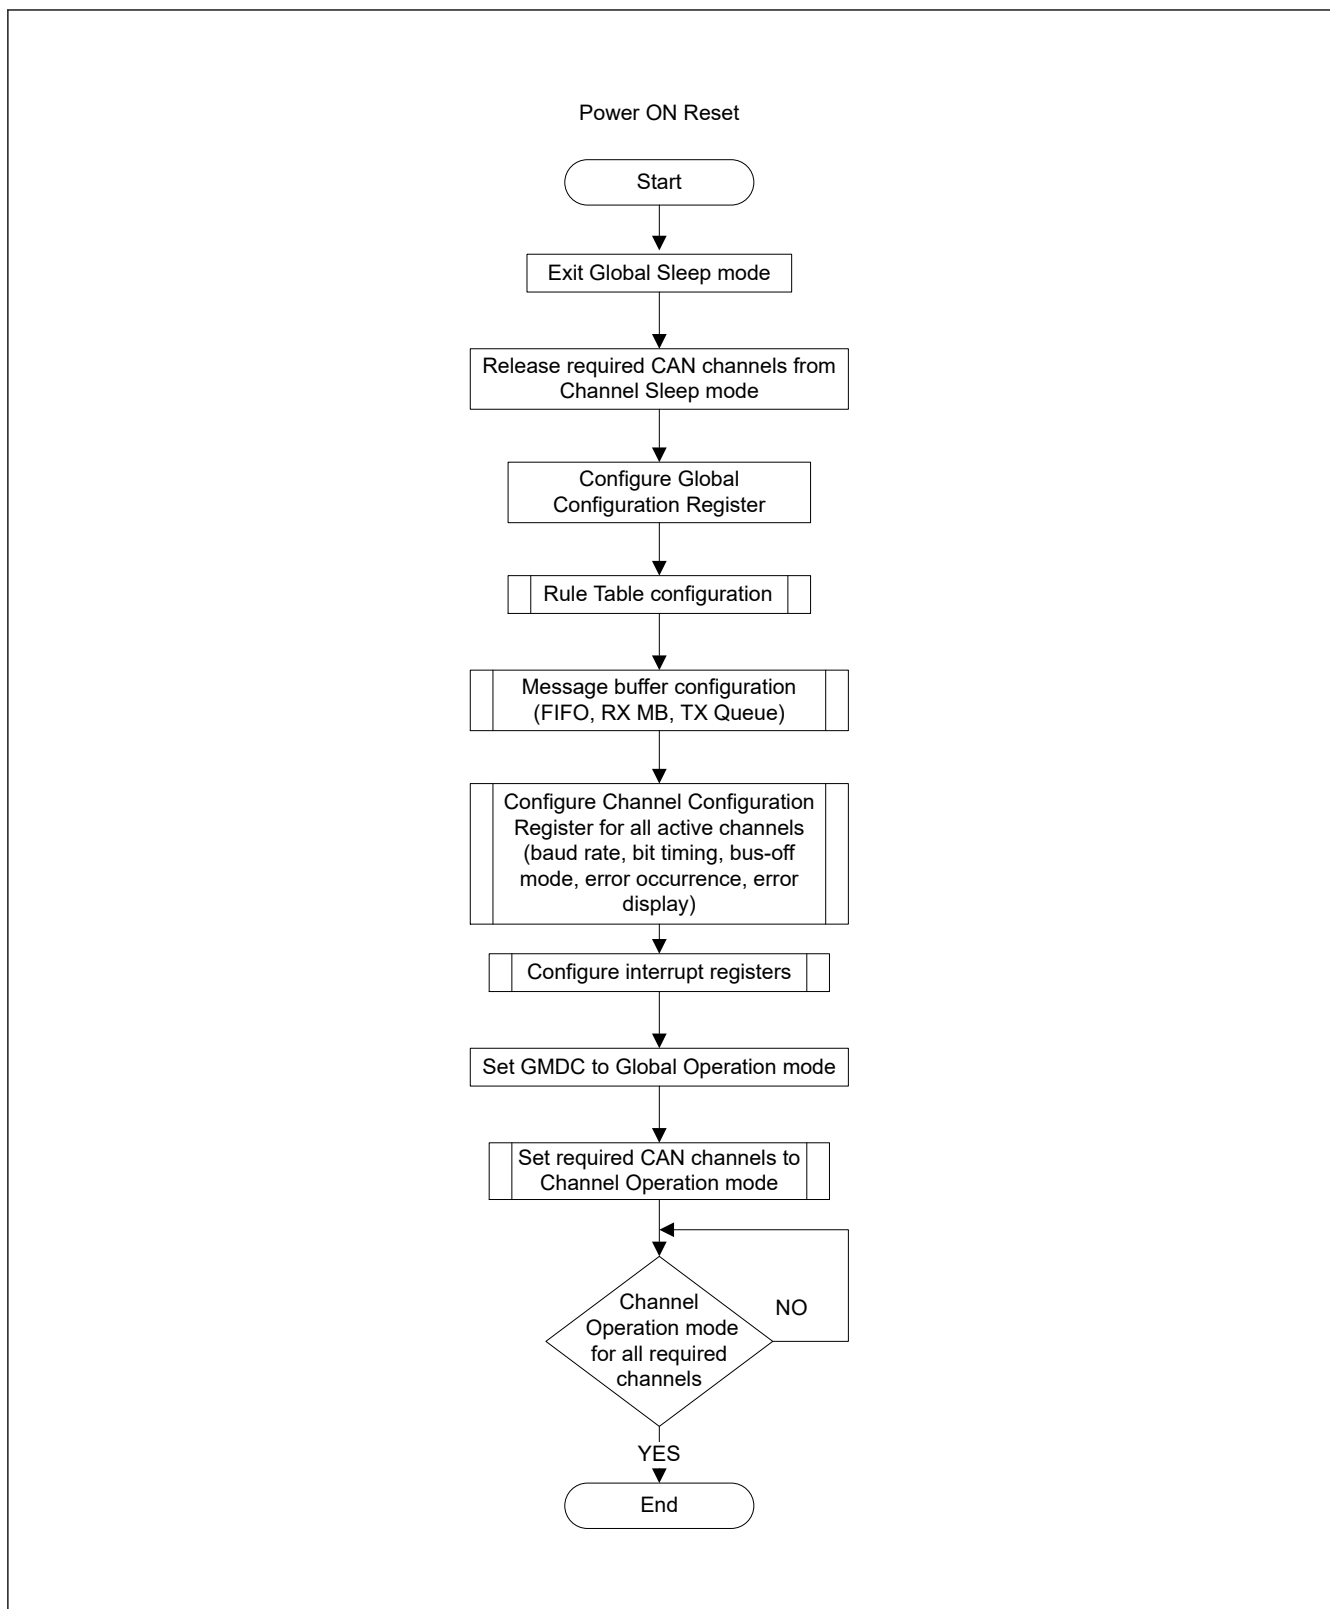 Power ON Reset
Start
Exit Global Sleep mode
Release required CAN channels from
Channel Sleep mode
Configure Global
Configuration Register
Rule Table configuration
Message buffer configuration
(FIFO, RX MB, TX Queue)
Configure Channel Configuration
Register for all active channels
(baud rate, bit timing, bus-off
mode, error occurrence, error
display)
Configure interrupt registers
Set GMDC to Global Operation mode
Set required CAN channels to
Channel Operation mode
Channel
Operation mode
for all required
channels
NO
YES
End